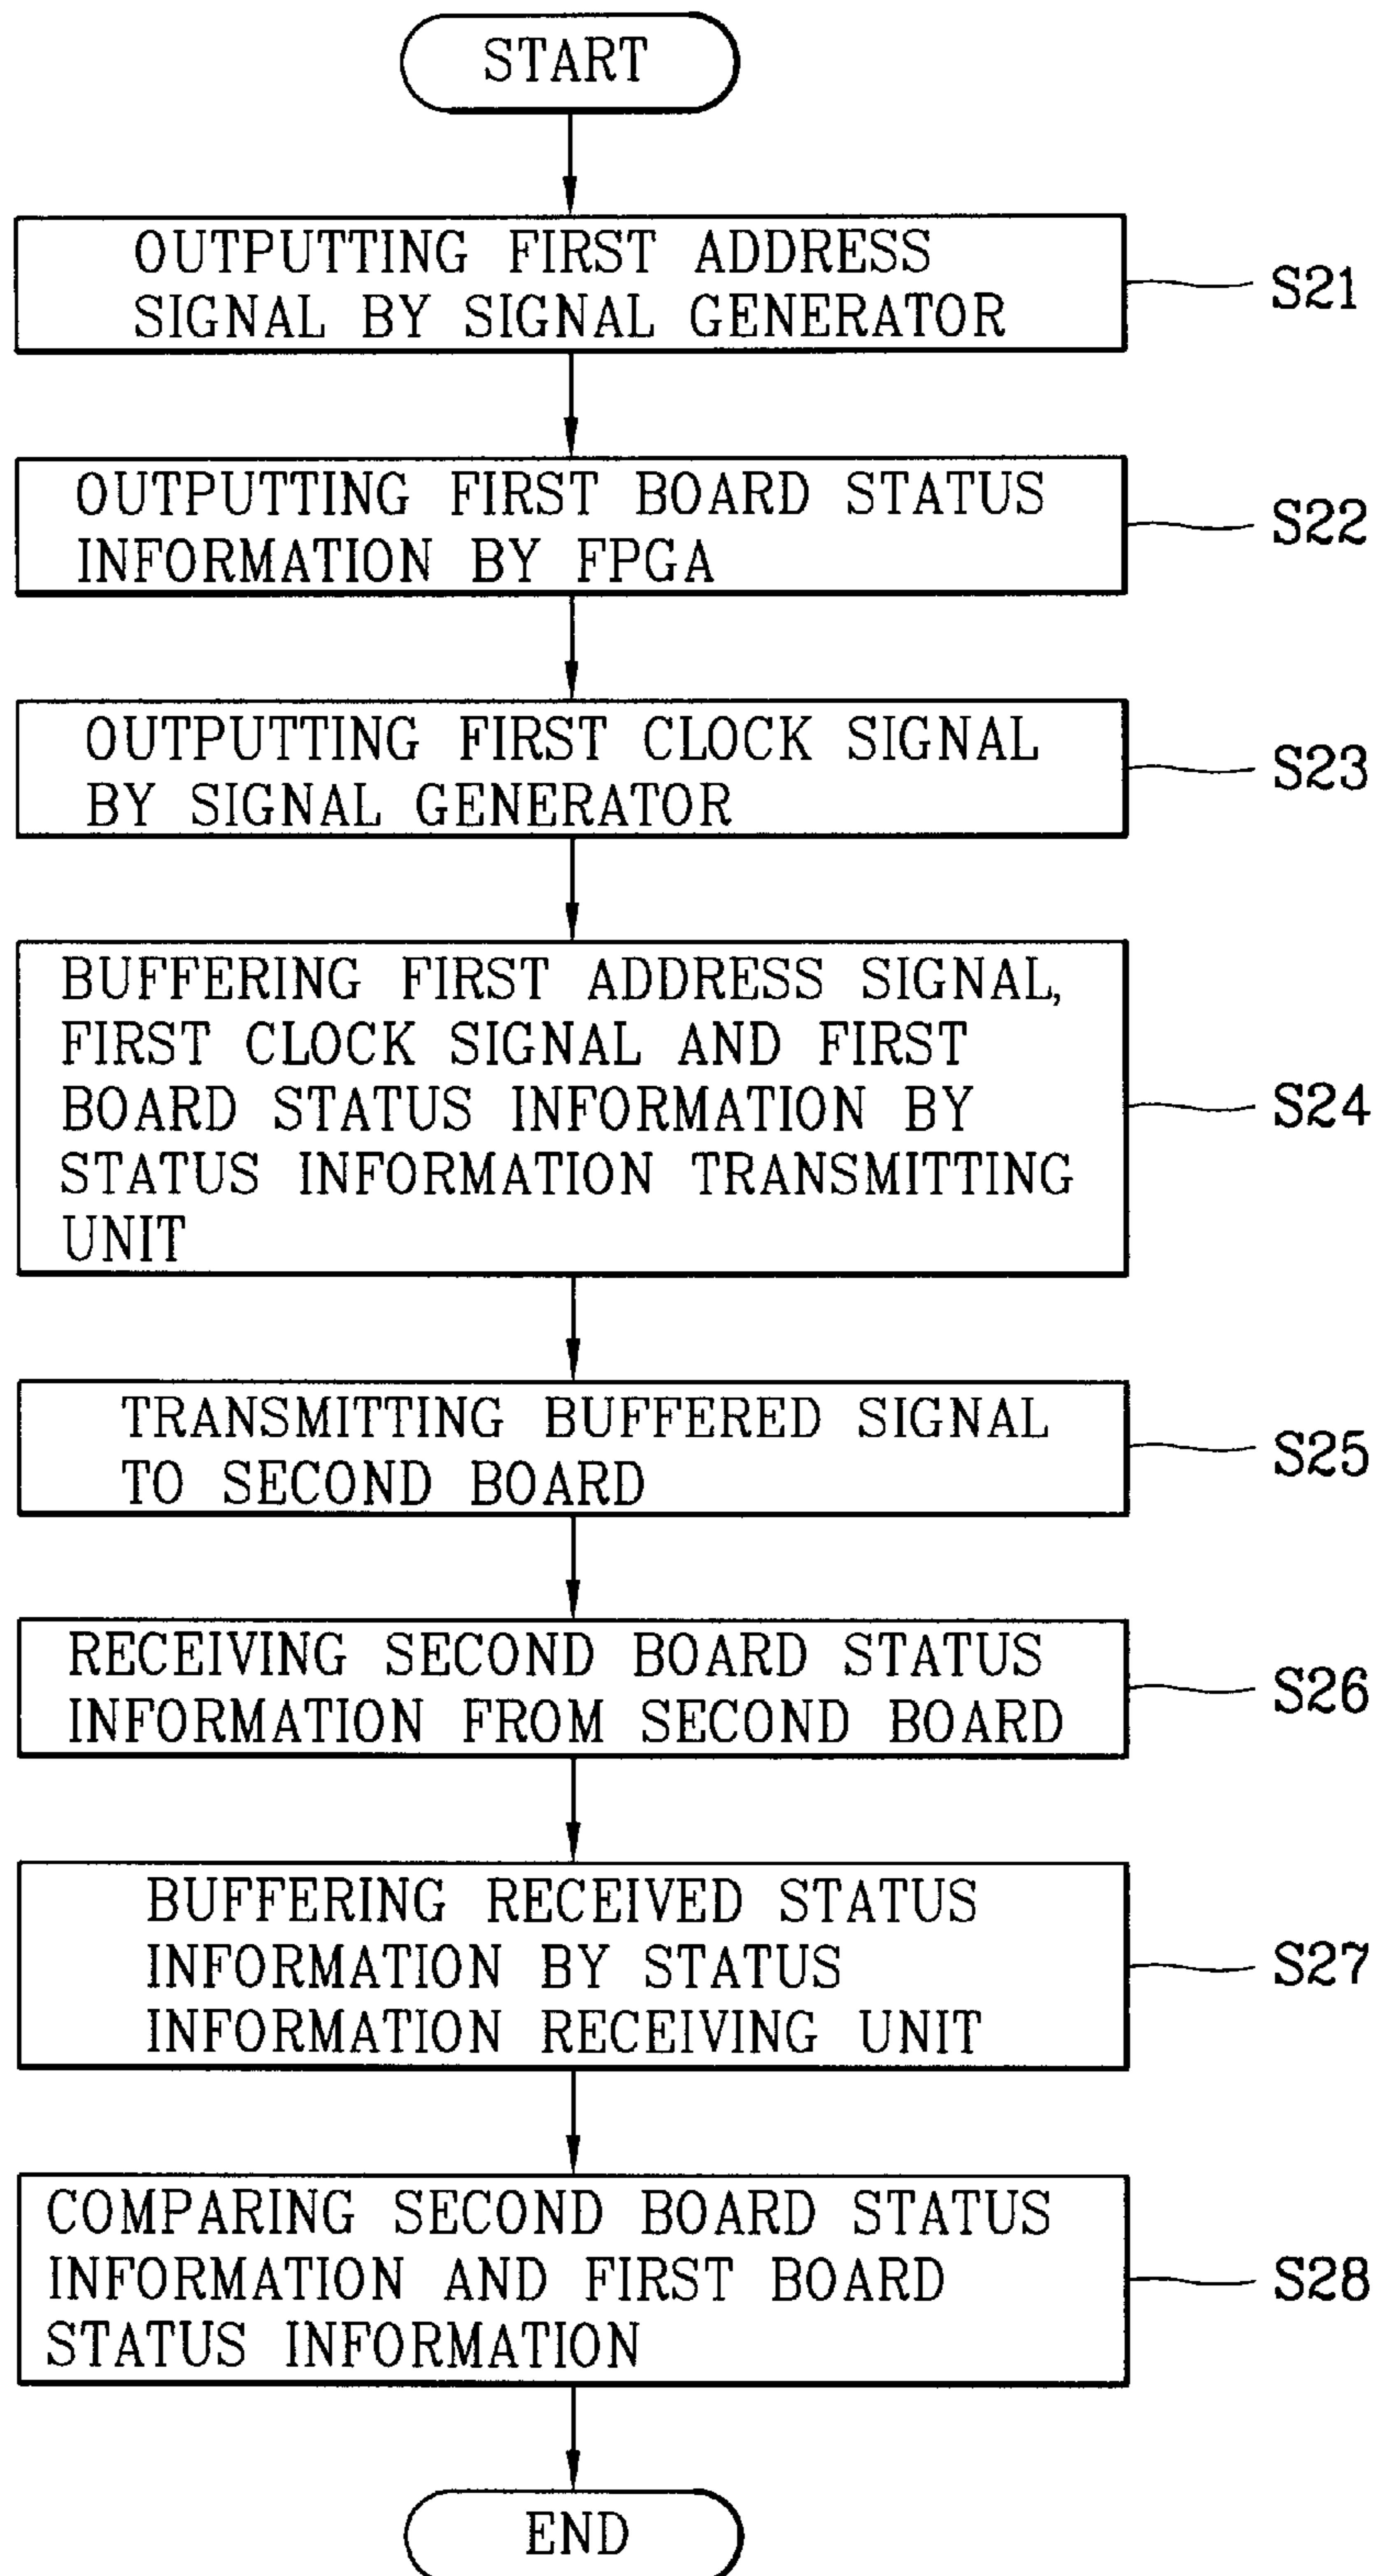 START
OUTPUTTING FIRST ADDRESS
SIGNAL BY SIGNAL GENERATOR
S21
OUTPUTTING FIRST BOARD STATUS
INFORMATION BY FPGA
S22
OUTPUTTING FIRST CLOCK SIGNAL
BY SIGNAL GENERATOR
S23
BUFFERING FIRST ADDRESS SIGNAL,
FIRST CLOCK SIGNAL AND FIRST
BOARD STATUS INFORMATION BY
STATUS INFORMATION TRANSMITTING
UNIT
S24
TRANSMITTING BUFFERED SIGNAL
TO SECOND BOARD
S25
RECEIVING SECOND BOARD STATUS
INFORMATION FROM SECOND BOARD
S26
BUFFERING RECEIVED STATUS
INFORMATION BY STATUS
INFORMATION RECEIVING UNIT
S27
COMPARING SECOND BOARD STATUS
INFORMATION AND FIRST BOARD
STATUS INFORMATION
S28
END